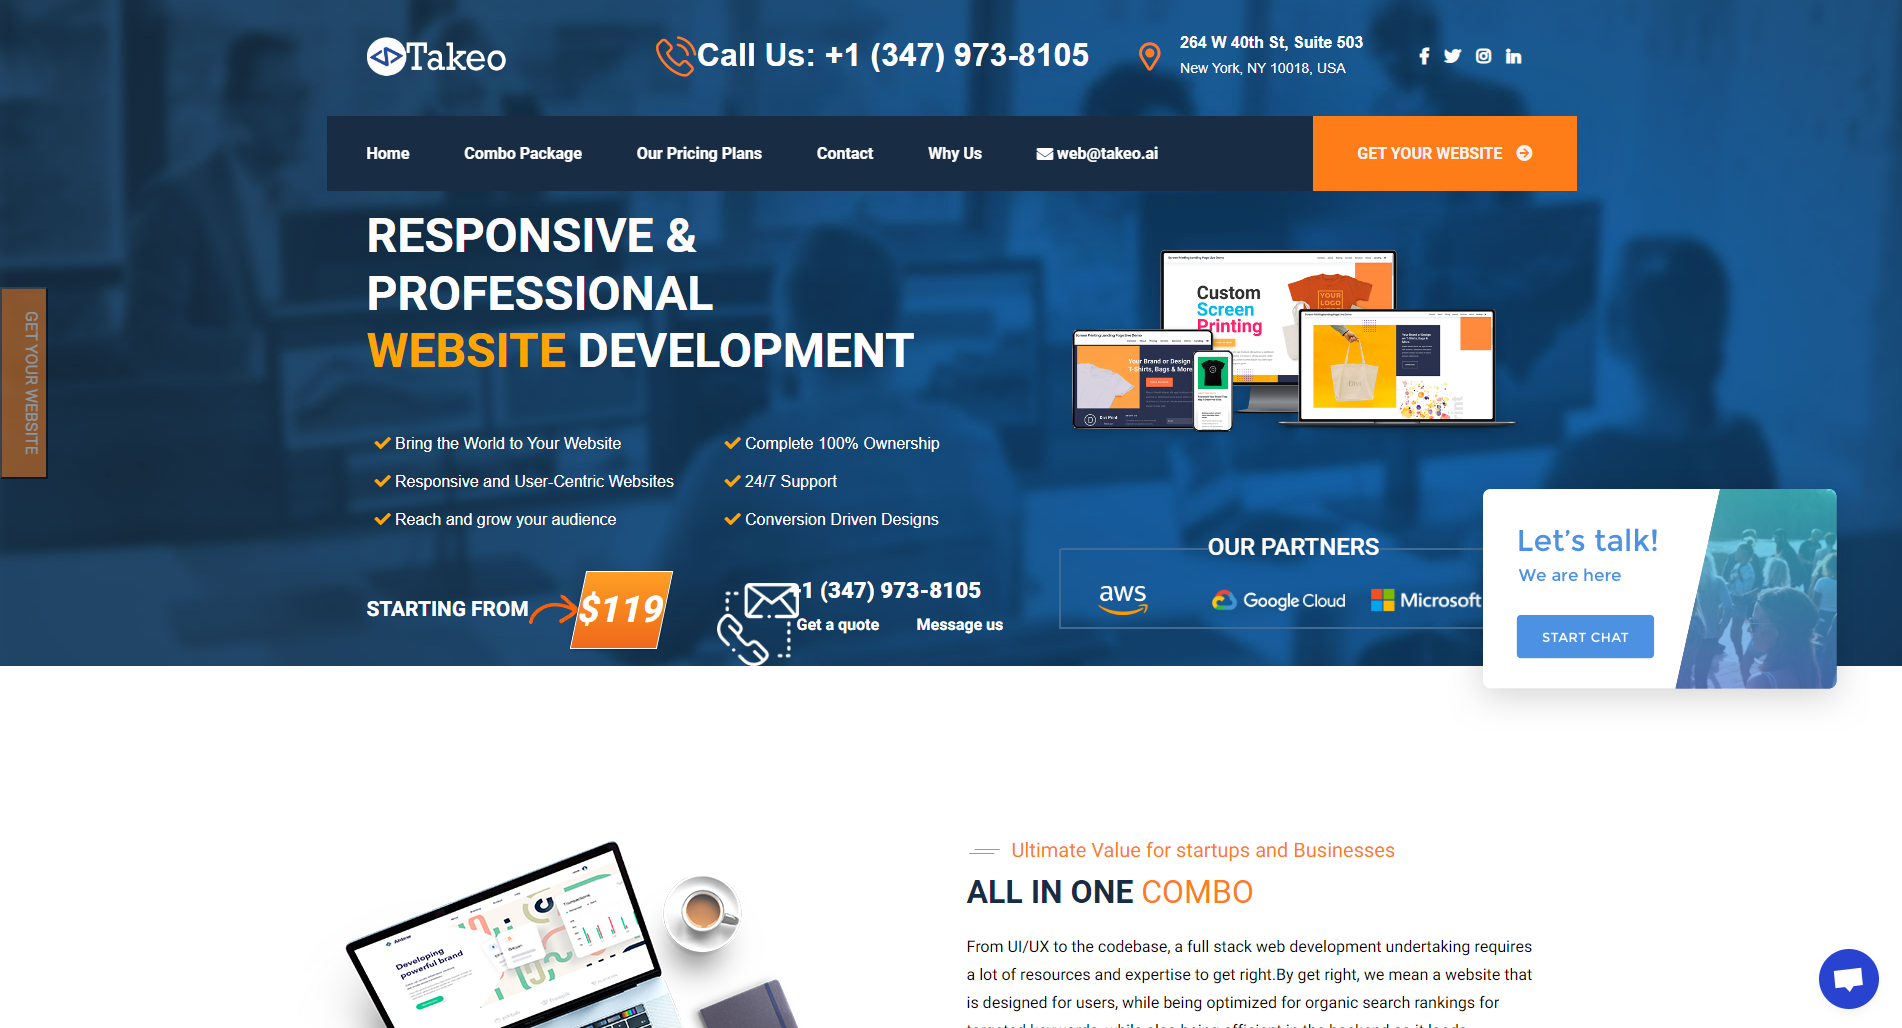 Takeo
Call Us: +1 (347) 973-8105
264 W 40th St, Suite 503
New York, NY 10018, USA
Home
Combo Package
Our Pricing Plans
Contact
Why Us
web@takeo.ai
GET YOUR WEBSITE
RESPONSIVE &
PROFESSIONAL
WEBSITE DEVELOPMENT
GET YOUR WEBSITE
Custom
Screen
Printing
YOUR
LOGO
Your Brand or Design
T-Shirts, Bags & More
Bring the World to Your Website
Complete 100% Ownership
Responsive and User-Centric Websites
24/7 Support
Reach and grow your audience
Conversion Driven Designs
STARTING FROM
$119
+1 (347) 973-8105
Get a quote
Message us
OUR PARTNERS
aws
Google Cloud
Microsoft
Let's talk!
We are here
START CHAT
Developing
powerful brand
Ultimate Value for startups and Businesses
ALL IN ONE COMBO
From UI/UX to the codebase, a full stack web development undertaking requires
a lot of resources and expertise to get right.By get right, we mean a website that
is designed for users, while being optimized for organic search rankings for